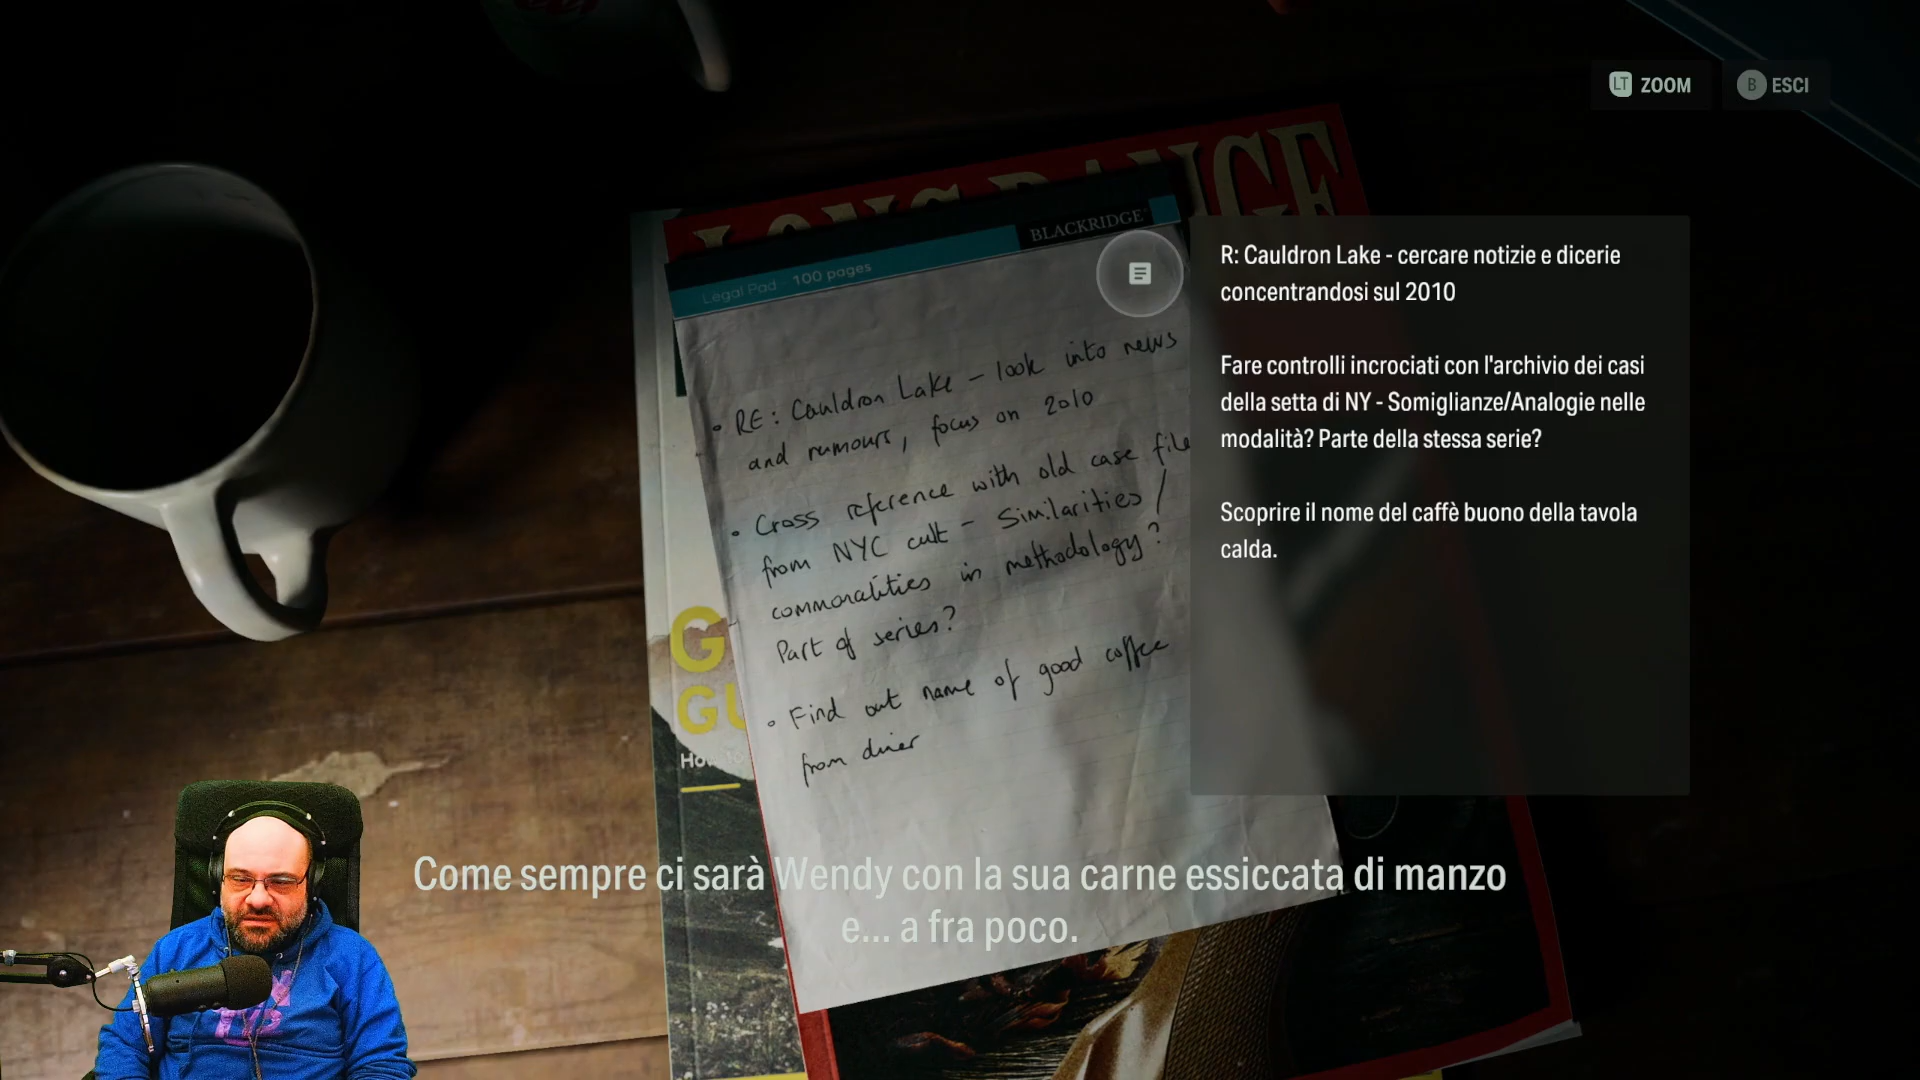 LT ZOOM
B ESCI
LONG RANGE
BLACKRIDGE
Legal Pad - 100 pages
• RE: Cauldron Lake - look into news
and rumours, focus on 2010
• Cross reference with old case file
from NYC cult - Similarities /
commonalities in methodology?
Part of series?
• Find out name of good coffee
from diner
R: Cauldron Lake - cercare notizie e dicerie
concentrandosi sul 2010
Fare controlli incrociati con l'archivio dei casi
della setta di NY - Somiglianze/Analogie nelle
modalità? Parte della stessa serie?
Scoprire il nome del caffè buono della tavola
calda.
G
GU
Come sempre ci sarà Wendy con la sua carne essiccata di manzo
e... a fra poco.